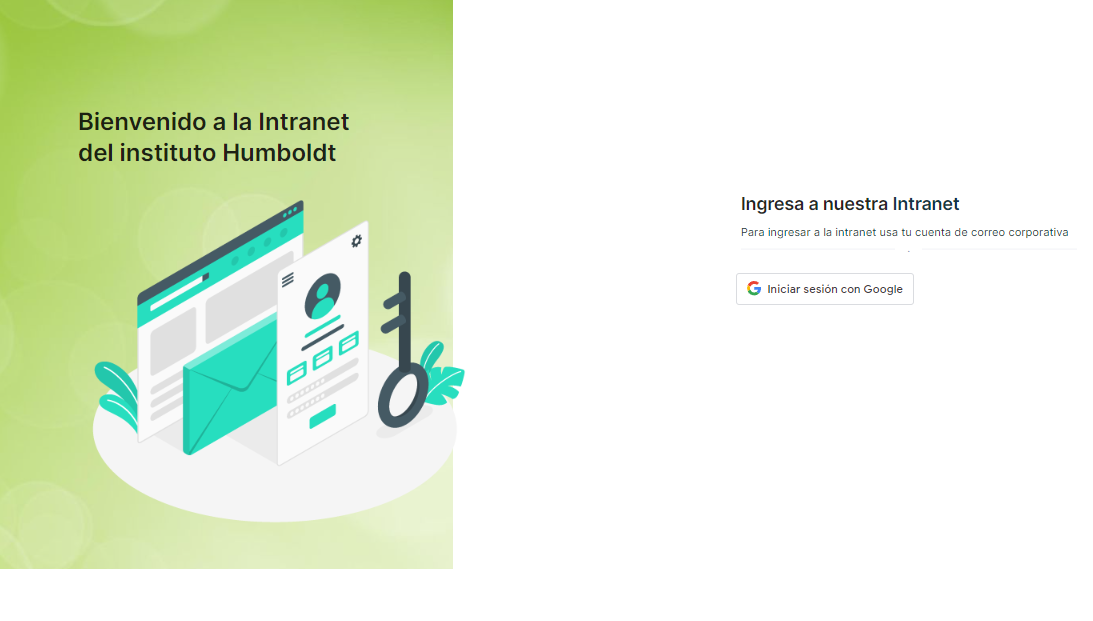 Bienvenido a la Intranet
del instituto Humboldt
Ingresa a nuestra Intranet
Para ingresar a la intranet usa tu cuenta de correo corporativa
Iniciar sesión con Google